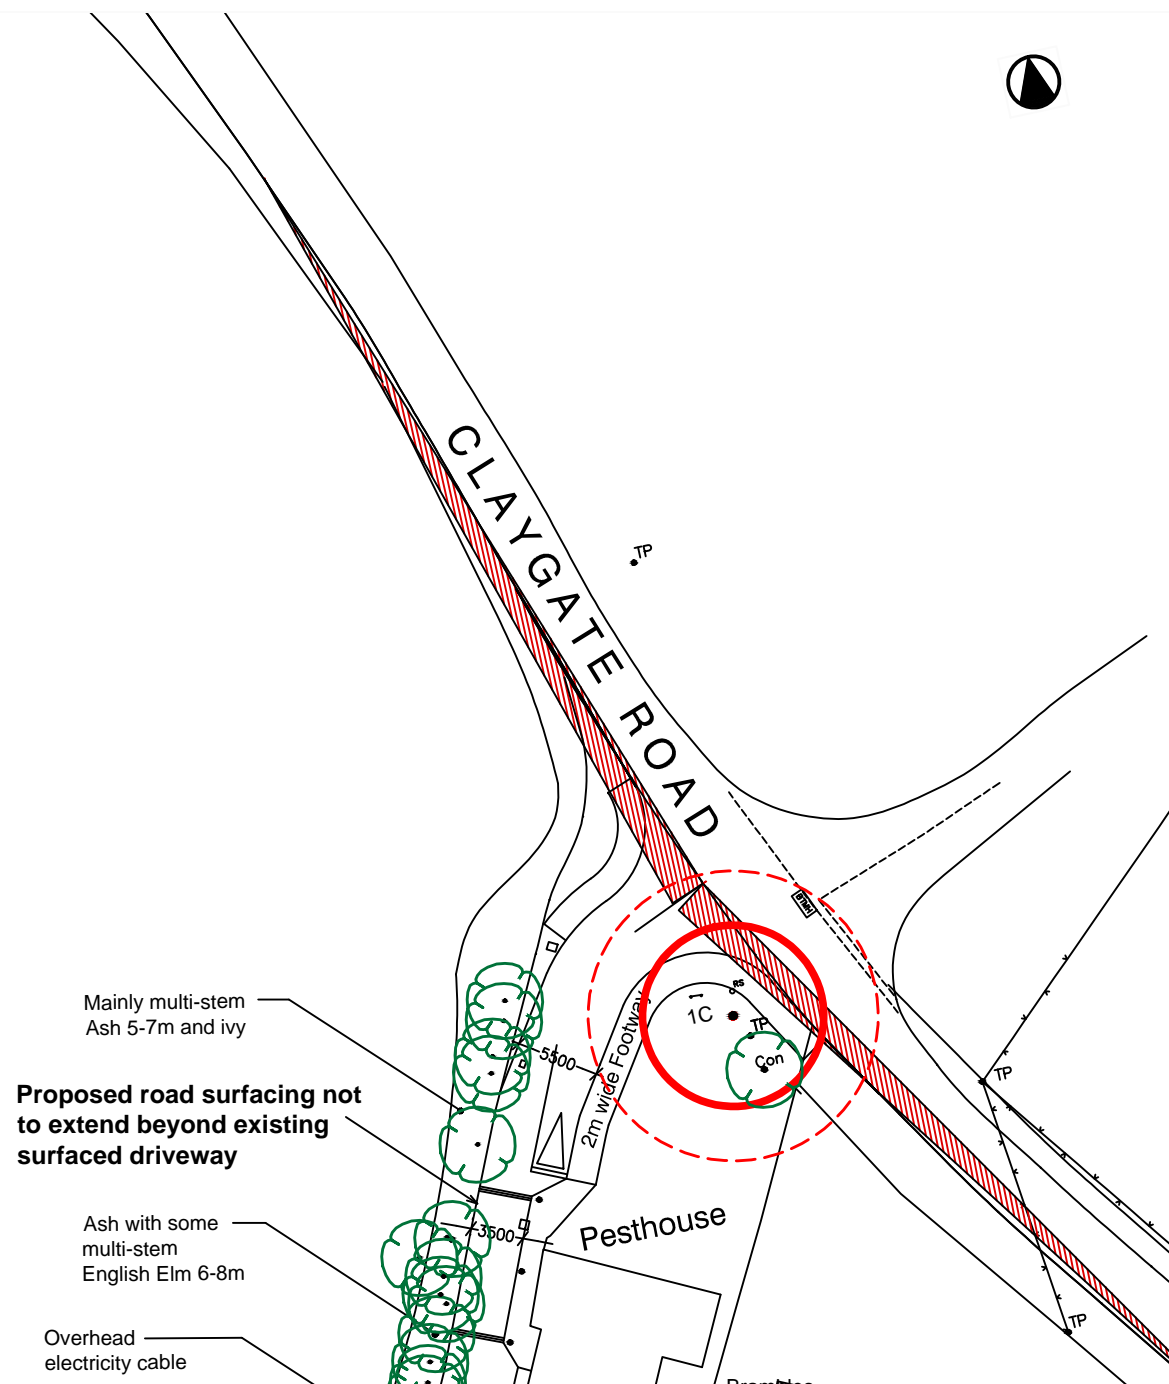 CLAYGATE ROAD
TP
BTMH
RS
1C
TP
Con
TP
Mainly multi-stem
Ash 5-7m and ivy
5500
2m wide Footway
Proposed road surfacing not
to extend beyond existing
surfaced driveway
Ash with some
multi-stem
English Elm 6-8m
3500
Pesthouse
TP
Overhead
electricity cable